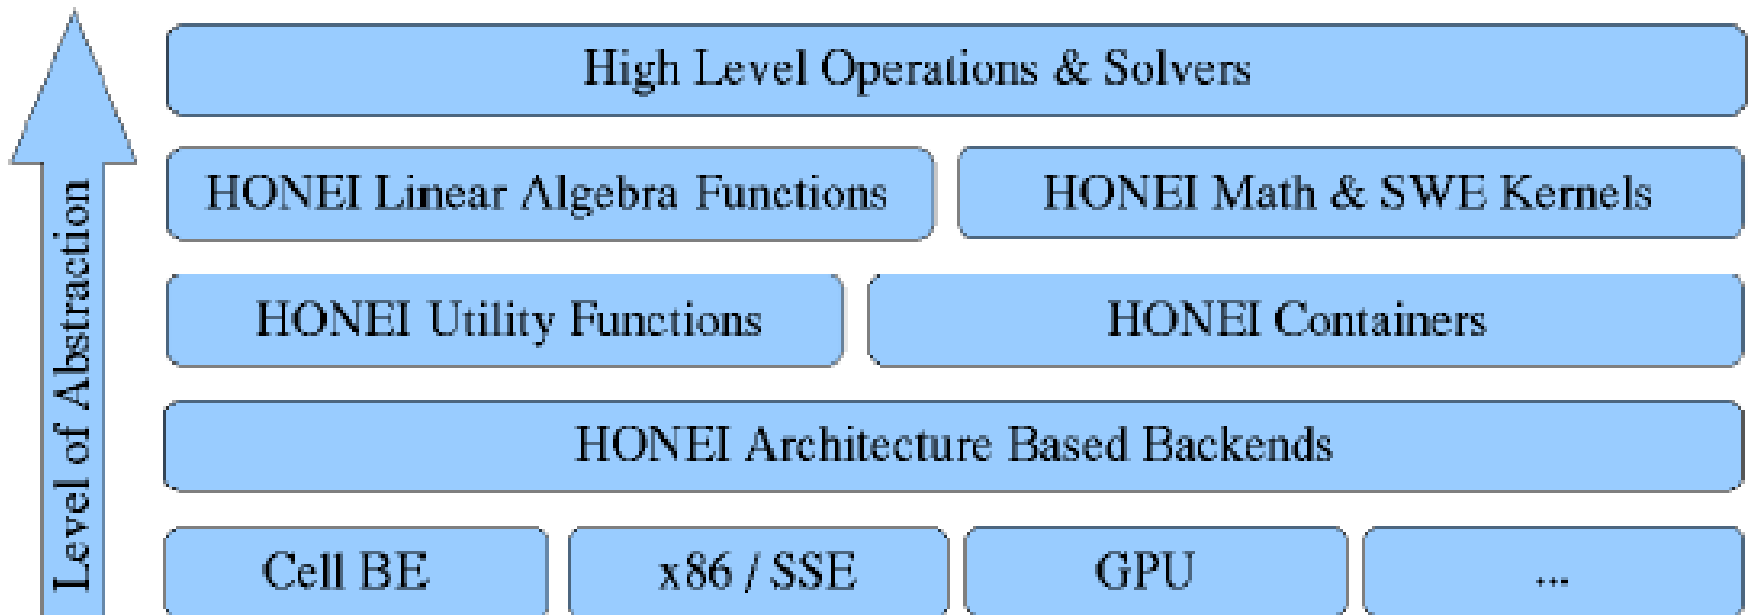 High Level Operations & Solvers
HONEI Linear Algebra Functions
HONEI Math & SWE Kernels
HONEI Utility Functions
HONEI Containers
HONEI Architecture Based Backends
Cell BE
x86 / SSE
GPU
...
Level of Abstraction